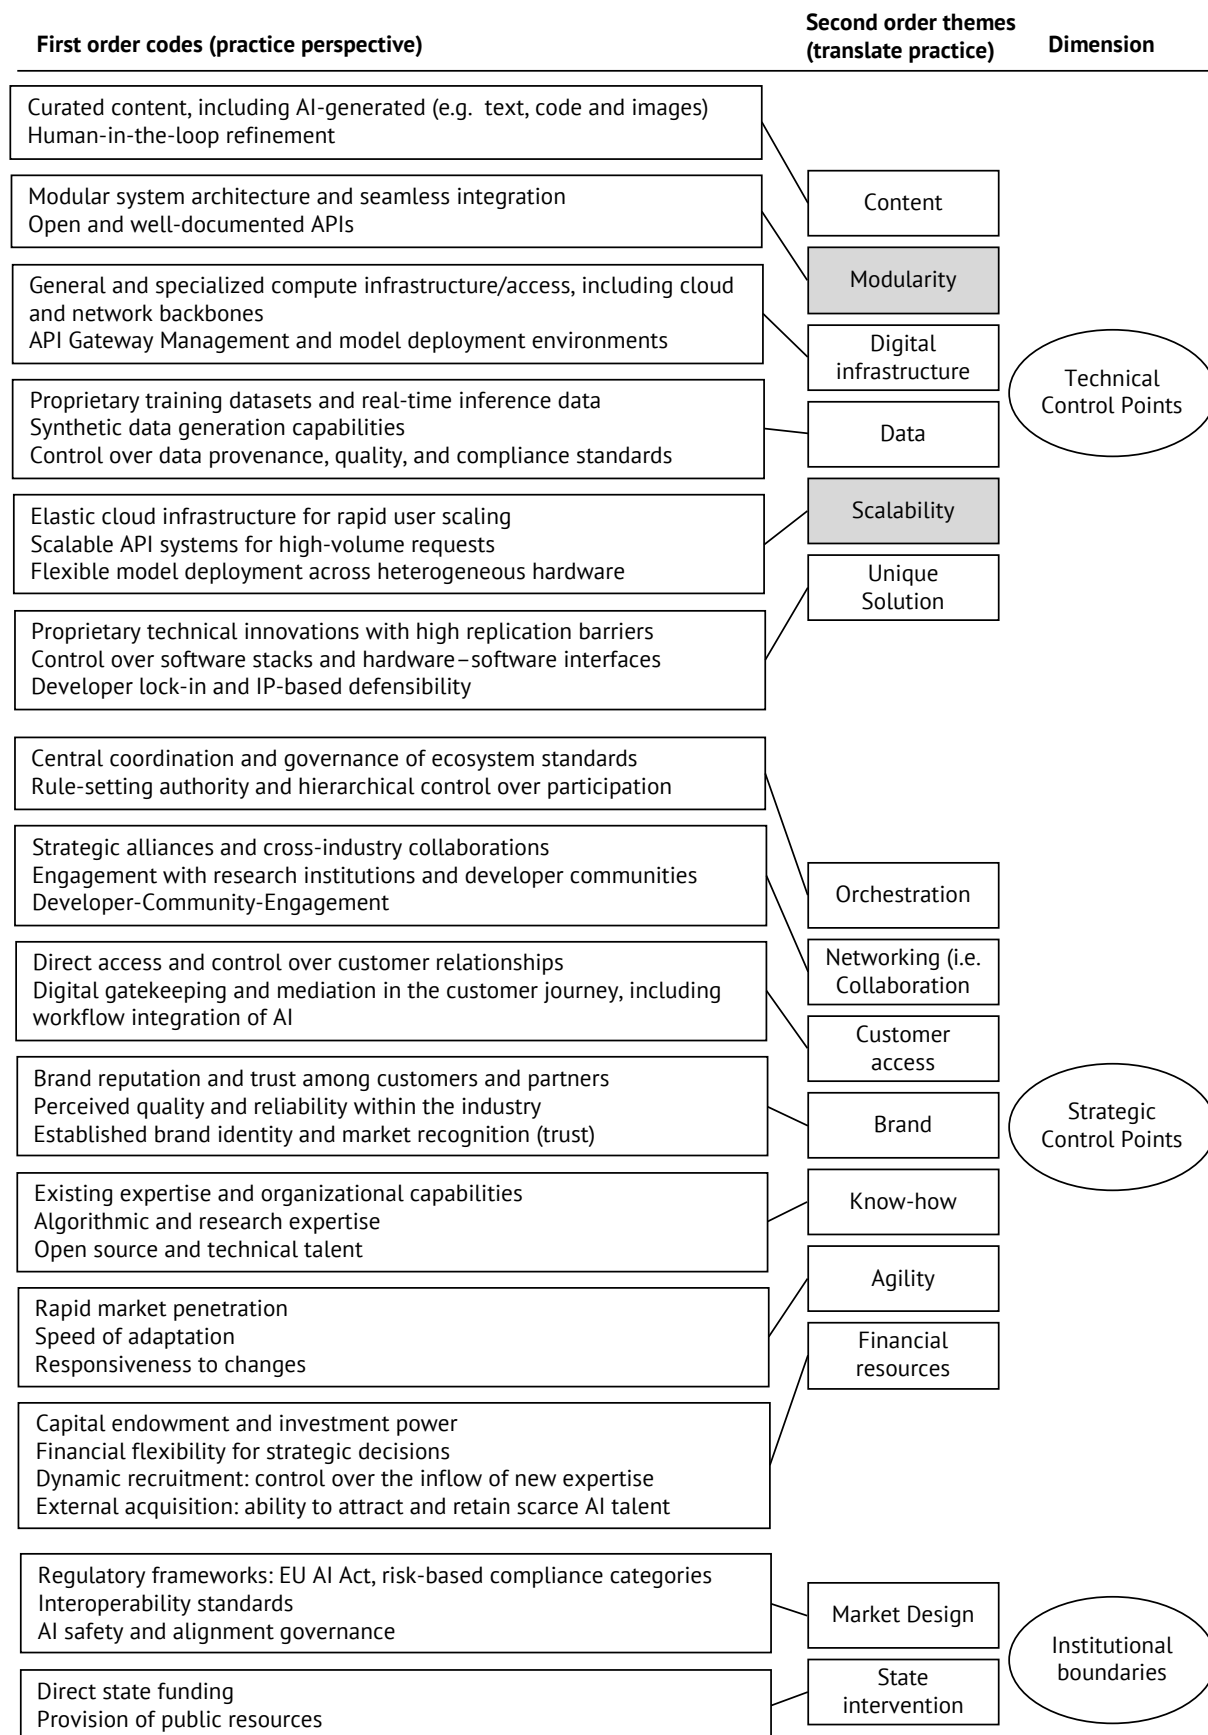 First order codes (practice perspective)
Second order themes
(translate practice)
Dimension
Curated content, including AI-generated (e.g. text, code and images)
Human-in-the-loop refinement
Modular system architecture and seamless integration
Open and well-documented APIs
General and specialized compute infrastructure/access, including cloud
and network backbones
API Gateway Management and model deployment environments
Proprietary training datasets and real-time inference data
Synthetic data generation capabilities
Control over data provenance, quality, and compliance standards
Elastic cloud infrastructure for rapid user scaling
Scalable API systems for high-volume requests
Flexible model deployment across heterogeneous hardware
Proprietary technical innovations with high replication barriers
Control over software stacks and hardware–software interfaces
Developer lock-in and IP-based defensibility
Content
Modularity
Digital
infrastructure
Data
Scalability
Unique
Solution
Technical
Control Points
Central coordination and governance of ecosystem standards
Rule-setting authority and hierarchical control over participation
Strategic alliances and cross-industry collaborations
Engagement with research institutions and developer communities
Developer-Community-Engagement
Direct access and control over customer relationships
Digital gatekeeping and mediation in the customer journey, including
workflow integration of AI
Brand reputation and trust among customers and partners
Perceived quality and reliability within the industry
Established brand identity and market recognition (trust)
Existing expertise and organizational capabilities
Algorithmic and research expertise
Open source and technical talent
Rapid market penetration
Speed of adaptation
Responsiveness to changes
Capital endowment and investment power
Financial flexibility for strategic decisions
Dynamic recruitment: control over the inflow of new expertise
External acquisition: ability to attract and retain scarce AI talent
Orchestration
Networking (i.e.
Collaboration
Customer
access
Brand
Know-how
Agility
Financial
resources
Strategic
Control Points
Regulatory frameworks: EU AI Act, risk-based compliance categories
Interoperability standards
AI safety and alignment governance
Direct state funding
Provision of public resources
Market Design
State
intervention
Institutional
boundaries